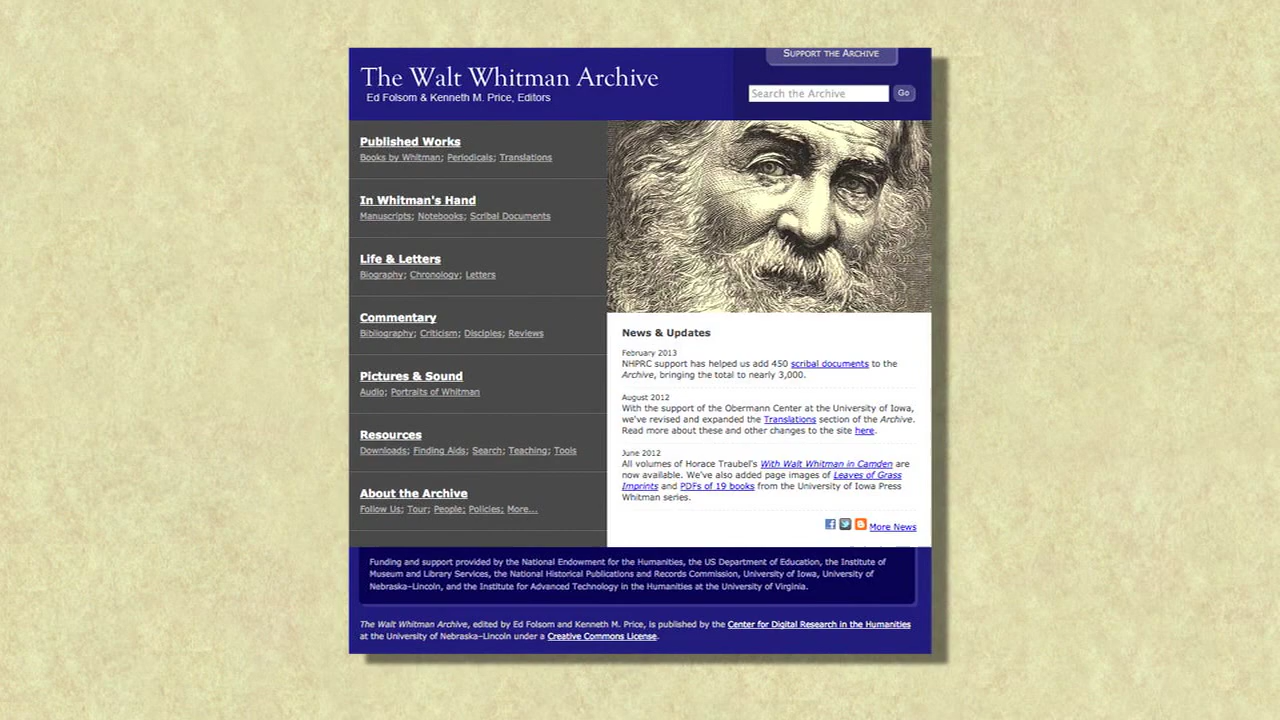 SUPPORT THE ARCHIVE
The Walt Whitman Archive
Ed Folsom & Kenneth M. Price, Editors
Search the Archive
Go
Published Works
Books by Whitman; Periodicals; Translations
In Whitman's Hand
Manuscripts; Notebooks; Scribal Documents
Life & Letters
Biography; Chronology; Letters
Commentary
Bibliography; Criticism; Disciples; Reviews
Pictures & Sound
Audio; Portraits of Whitman
Resources
Downloads; Finding Aids; Search; Teaching; Tools
About the Archive
Follow Us; Tour; People; Policies; More...
News & Updates
February 2013
NHPRC support has helped us add 450 scribal documents to the
Archive, bringing the total to nearly 3,000.
August 2012
With the support of the Obermann Center at the University of Iowa,
we've revised and expanded the Translations section of the Archive.
Read more about these and other changes to the site here.
June 2012
All volumes of Horace Traubel's With Walt Whitman in Camden are
now available. We've also added page images of Leaves of Grass
Imprints and PDFs of 19 books from the University of Iowa Press
Whitman series.
More News
Funding and support provided by the National Endowment for the Humanities, the US Department of Education, the Institute of
Museum and Library Services, the National Historical Publications and Records Commission, University of Iowa, University of
Nebraska–Lincoln, and the Institute for Advanced Technology in the Humanities at the University of Virginia.
The Walt Whitman Archive, edited by Ed Folsom and Kenneth M. Price, is published by the Center for Digital Research in the Humanities
at the University of Nebraska–Lincoln under a Creative Commons License.